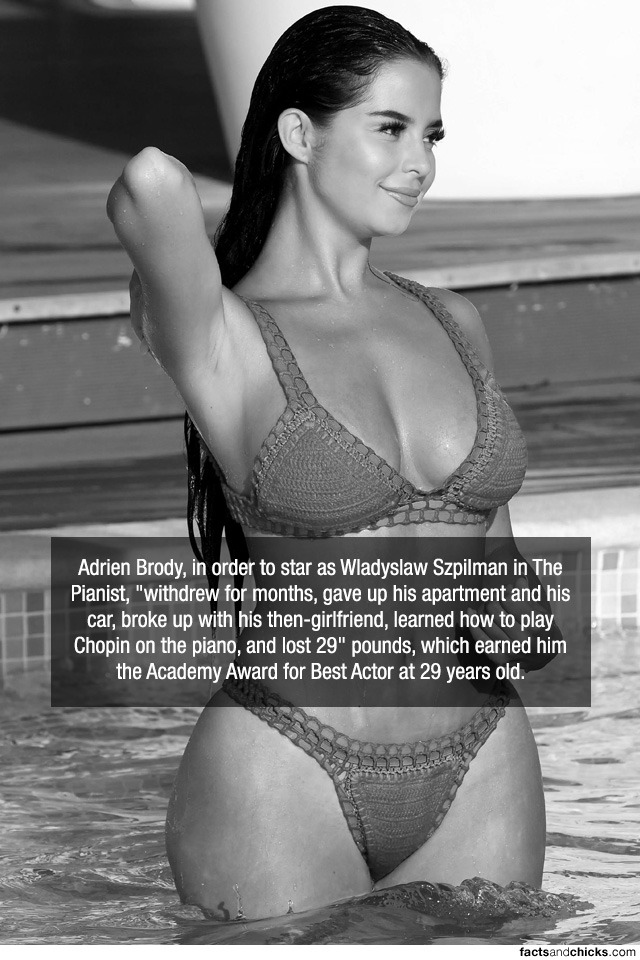 Adrien Brody, in order to star as Wladyslaw Szpilman in The
Pianist, "withdrew for months, gave up his apartment and his
car, broke up with his then-girlfriend, learned how to play
Chopin on the piano, and lost 29" pounds, which earned him
the Academy Award for Best Actor at 29 years old.
factsandchicks.com